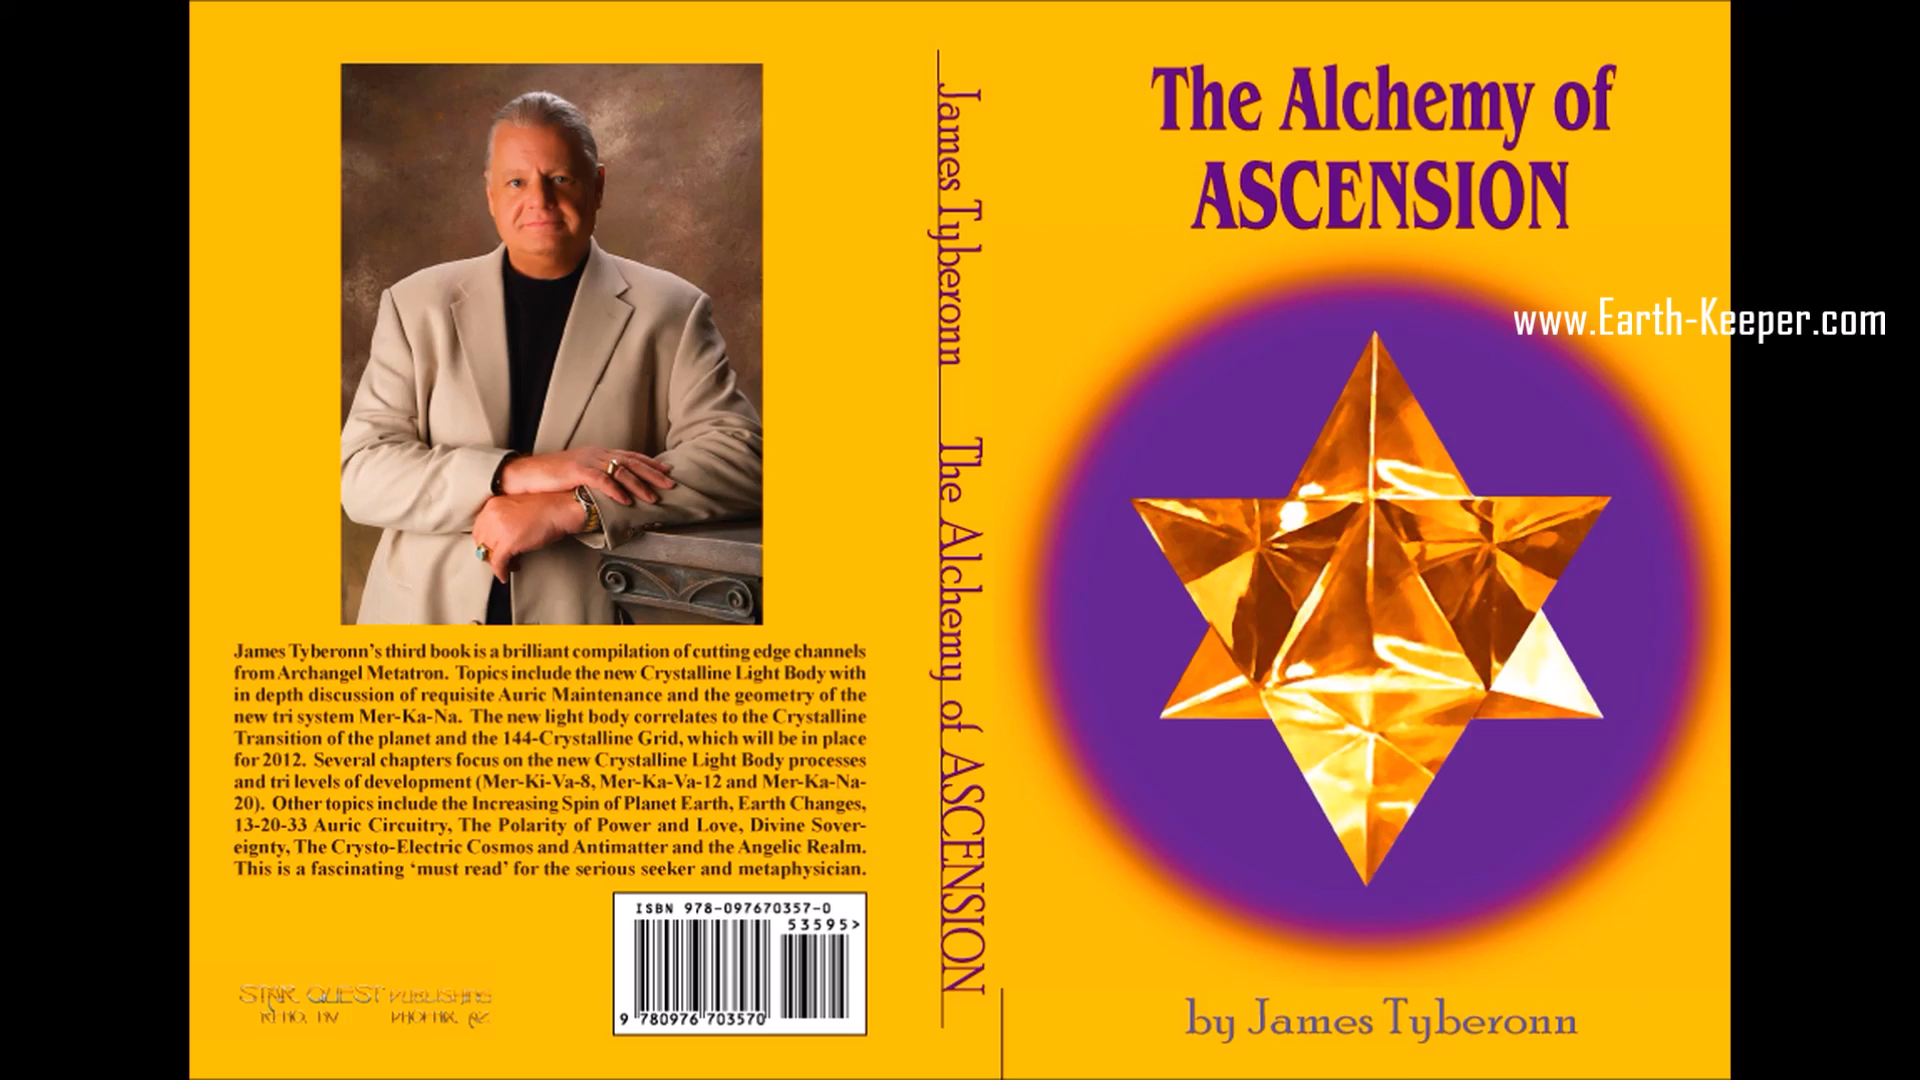 James Tyberonn's third book is a brilliant compilation of cutting edge channels
from Archangel Metatron. Topics include the new Crystalline Light Body with
in depth discussion of requisite Auric Maintenance and the geometry of the
new tri system Mer-Ka-Na. The new light body correlates to the Crystalline
Transition of the planet and the 144-Crystalline Grid, which will be in place
for 2012. Several chapters focus on the new Crystalline Light Body processes
and tri levels of development (Mer-Ki-Va-8, Mer-Ka-Va-12 and Mer-Ka-Na-
20). Other topics include the Increasing Spin of Planet Earth, Earth Changes,
13-20-33 Auric Circuitry, The Polarity of Power and Love, Divine Sover-
eignty, The Crysto-Electric Cosmos and Antimatter and the Angelic Realm.
This is a fascinating ‘must read’ for the serious seeker and metaphysician.
ISBN 978-097670357-0
53595>
9 780976 703570
STAR QUEST PUBLISHING
RENO, NV PHOENIX, AZ
James Tyberonn The Alchemy of ASCENSION
The Alchemy of
ASCENSION
www.Earth-Keeper.com
by James Tyberonn